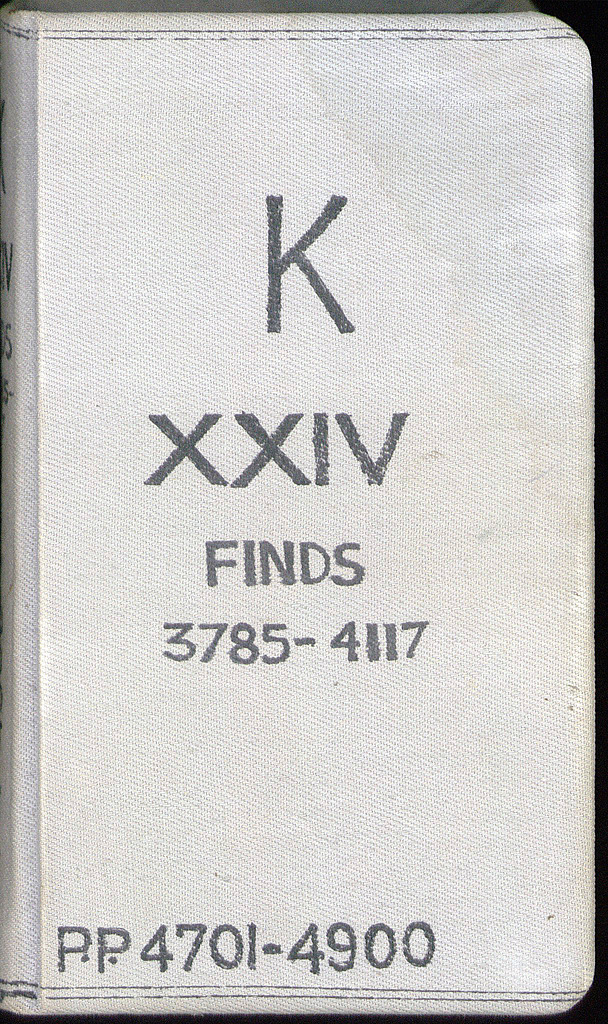 K
XXIV
FINDS
3785-4117
P.P. 4701-4900